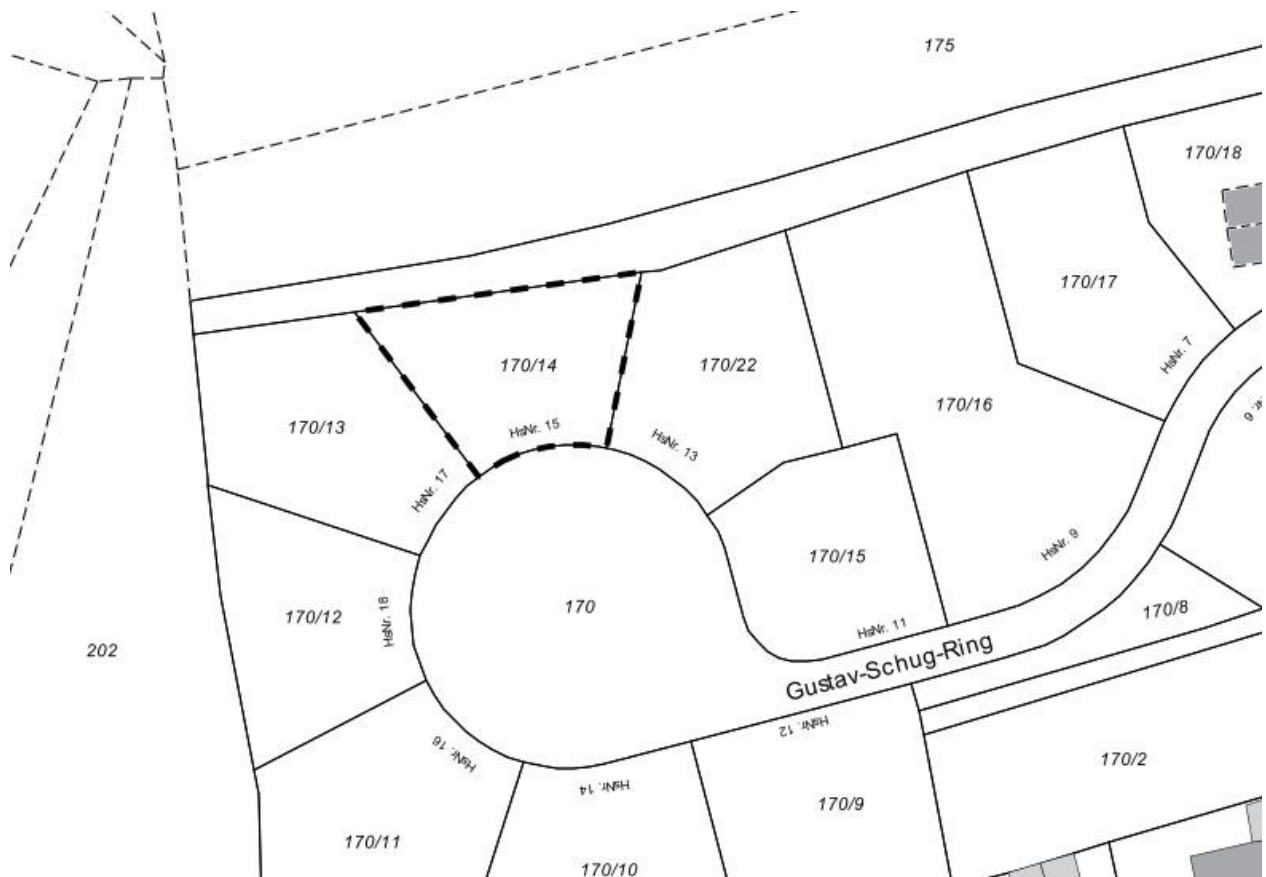 175
170/18
170/17
HsNr. 7
170/14
170/22
170/16
170/13
HsNr. 15
HsNr. 13
HsNr. 17
HsNr. 9
170/15
170/12
HsNr. 18
170
170/8
HsNr. 11
202
Gustav-Schug-Ring
HsNr. 12
HsNr. 16
HsNr. 14
170/2
170/9
170/11
170/10